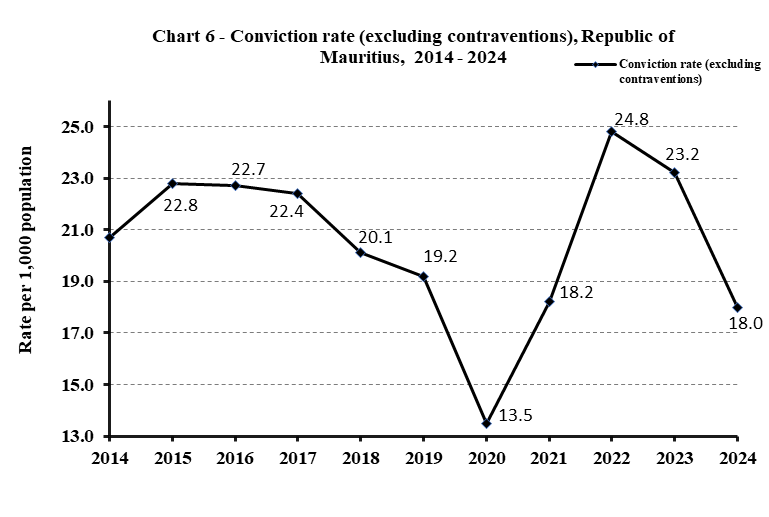 Chart 6 - Conviction rate (excluding contraventions), Republic of
Mauritius,  2014 - 2024
Conviction rate (excluding
contraventions)
Rate per 1,000 population
25.0
23.0
21.0
19.0
17.0
15.0
13.0
22.8
22.7
22.4
20.1
19.2
13.5
18.2
24.8
23.2
18.0
2014 2015 2016 2017 2018 2019 2020 2021 2022 2023 2024